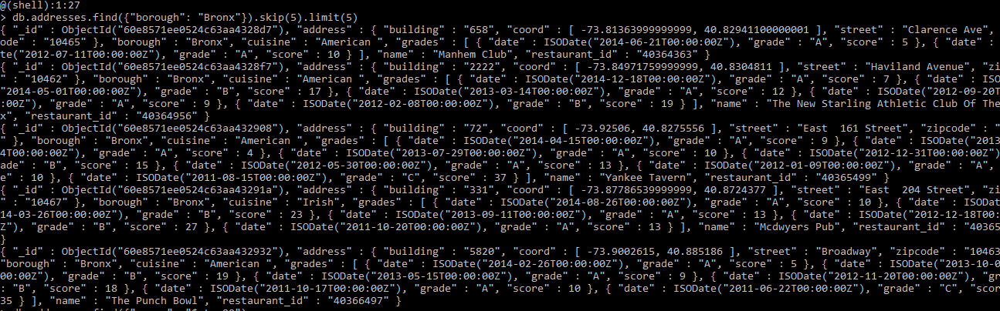 @(shell):1:27
> db.addresses.find({"borough": "Bronx"}).skip(5).limit(5)
{ "_id" : ObjectId("60e8571ee0524c63aa4328d7"), "address" : { "building" : "658", "coord" : [ -73.81363999999999, 40.82941100000001 ], "street" : "Clarence Ave",
ode" : "10465" }, "borough" : "Bronx", "cuisine" : "American ", "grades" : [ { "date" : ISODate("2014-06-21T00:00:00Z"), "grade" : "A", "score" : 5 }, { "date" :
te("2012-07-11T00:00:00Z"), "grade" : "A", "score" : 10 } ], "name" : "Manhem Club", "restaurant_id" : "40364363" }
{ "_id" : ObjectId("60e8571ee0524c63aa4328f7"), "address" : { "building" : "2222", "coord" : [ -73.84971759999999, 40.8304811 ], "street" : "Haviland Avenue", "zi
" : "10462" }, "borough" : "Bronx", "cuisine" : "American ", "grades" : [ { "date" : ISODate("2014-12-18T00:00:00Z"), "grade" : "A", "score" : 7 }, { "date" : ISO
"2014-05-01T00:00:00Z"), "grade" : "B", "score" : 17 }, { "date" : ISODate("2013-03-14T00:00:00Z"), "grade" : "A", "score" : 12 }, { "date" : ISODate("2012-09-20T
:00Z"), "grade" : "A", "score" : 9 }, { "date" : ISODate("2012-02-08T00:00:00Z"), "grade" : "B", "score" : 19 } ], "name" : "The New Starling Athletic Club Of The
x", "restaurant_id" : "40364956" }
{ "_id" : ObjectId("60e8571ee0524c63aa432908"), "address" : { "building" : "72", "coord" : [ -73.92506, 40.8275556 ], "street" : "East  161 Street", "zipcode" : "
" }, "borough" : "Bronx", "cuisine" : "American ", "grades" : [ { "date" : ISODate("2014-04-15T00:00:00Z"), "grade" : "A", "score" : 9 }, { "date" : ISODate("2013
4T00:00:00Z"), "grade" : "A", "score" : 4 }, { "date" : ISODate("2013-07-29T00:00:00Z"), "grade" : "A", "score" : 10 }, { "date" : ISODate("2012-12-31T00:00:00Z")
ade" : "B", "score" : 15 }, { "date" : ISODate("2012-05-30T00:00:00Z"), "grade" : "A", "score" : 13 }, { "date" : ISODate("2012-01-09T00:00:00Z"), "grade" : "A",
e" : 10 }, { "date" : ISODate("2011-08-15T00:00:00Z"), "grade" : "C", "score" : 37 } ], "name" : "Yankee Tavern", "restaurant_id" : "40365499" }
{ "_id" : ObjectId("60e8571ee0524c63aa43291a"), "address" : { "building" : "331", "coord" : [ -73.87786539999999, 40.8724377 ], "street" : "East  204 Street", "zi
" : "10467" }, "borough" : "Bronx", "cuisine" : "Irish", "grades" : [ { "date" : ISODate("2014-08-26T00:00:00Z"), "grade" : "A", "score" : 10 }, { "date" : ISODate
14-03-26T00:00:00Z"), "grade" : "B", "score" : 23 }, { "date" : ISODate("2013-09-11T00:00:00Z"), "grade" : "A", "score" : 13 }, { "date" : ISODate("2012-12-18T00:
Z"), "grade" : "B", "score" : 27 }, { "date" : ISODate("2011-10-20T00:00:00Z"), "grade" : "A", "score" : 13 } ], "name" : "Mcdwyers Pub", "restaurant_id" : "40365
}
{ "_id" : ObjectId("60e8571ee0524c63aa432932"), "address" : { "building" : "5820", "coord" : [ -73.9002615, 40.885186 ], "street" : "Broadway", "zipcode" : "10463
"borough" : "Bronx", "cuisine" : "American ", "grades" : [ { "date" : ISODate("2014-02-26T00:00:00Z"), "grade" : "A", "score" : 5 }, { "date" : ISODate("2013-10-0
00:00Z"), "grade" : "B", "score" : 19 }, { "date" : ISODate("2013-05-15T00:00:00Z"), "grade" : "A", "score" : 9 }, { "date" : ISODate("2012-11-20T00:00:00Z"), "gr
: "B", "score" : 18 }, { "date" : ISODate("2011-10-17T00:00:00Z"), "grade" : "A", "score" : 10 }, { "date" : ISODate("2011-06-22T00:00:00Z"), "grade" : "C", "scor
35 } ], "name" : "The Punch Bowl", "restaurant_id" : "40366497" }